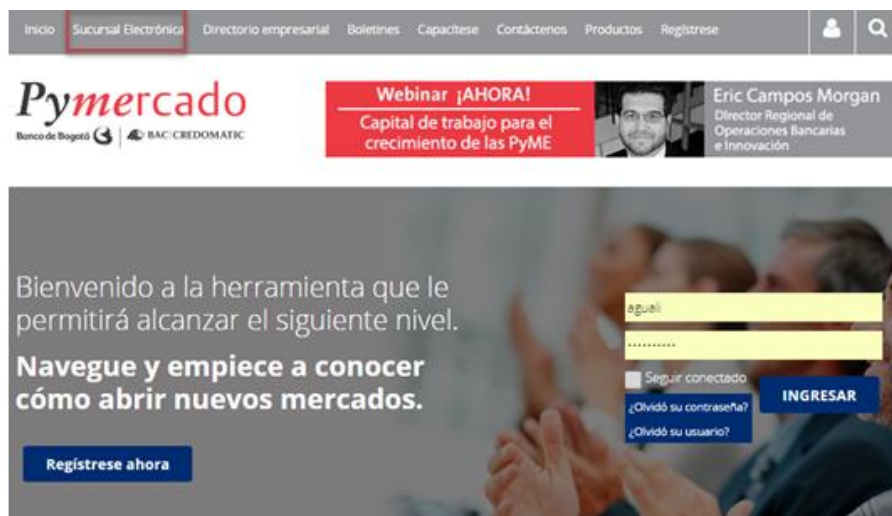 Inicio Sucursal Electrónica Directorio empresarial Boletines Capacítese Contáctenos Productos Regístrese
Pymercado
Banco de Bogotá | BAC CREDOMATIC
Webinar ¡AHORA!
Capital de trabajo para el
crecimiento de las PyME
Eric Campos Morgan
Director Regional de
Operaciones Bancarias
e Innovación
Bienvenido a la herramienta que le
permitirá alcanzar el siguiente nivel.
Navegue y empiece a conocer
cómo abrir nuevos mercados.
Regístrese ahora
aguali
..........
Seguir conectado
¿Olvidó su contraseña?
¿Olvidó su usuario?
INGRESAR